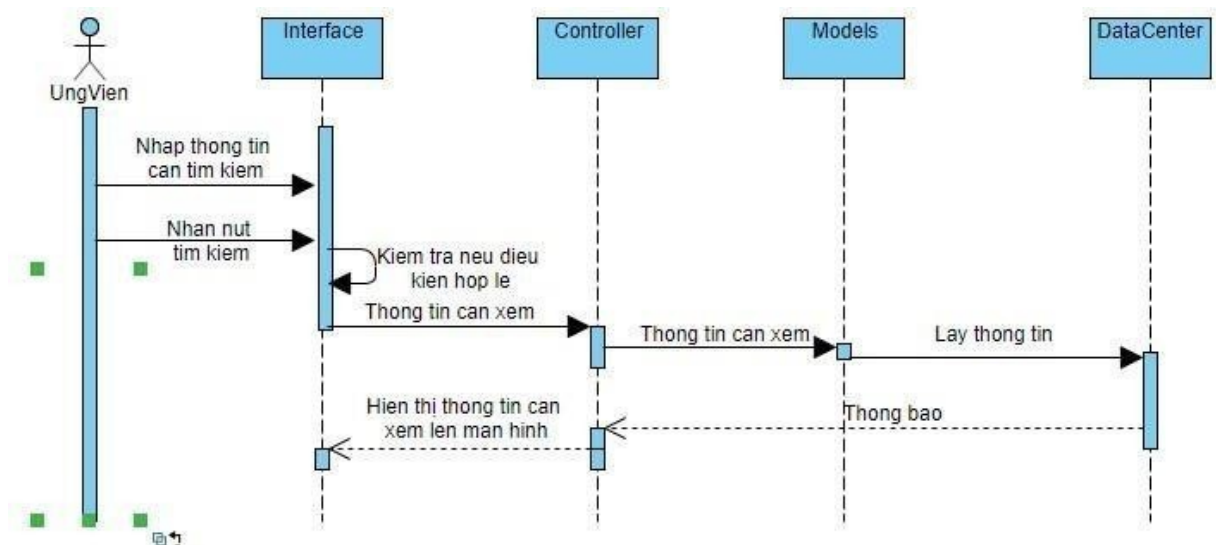 Interface
Controller
Models
DataCenter
UngVien
Nhap thong tin
can tim kiem
Nhan nut
tim kiem
Kiem tra neu dieu
kien hop le
Thong tin can xem
Thong tin can xem
Lay thong tin
Thong bao
Hien thị thong tin can
xem len man hinh